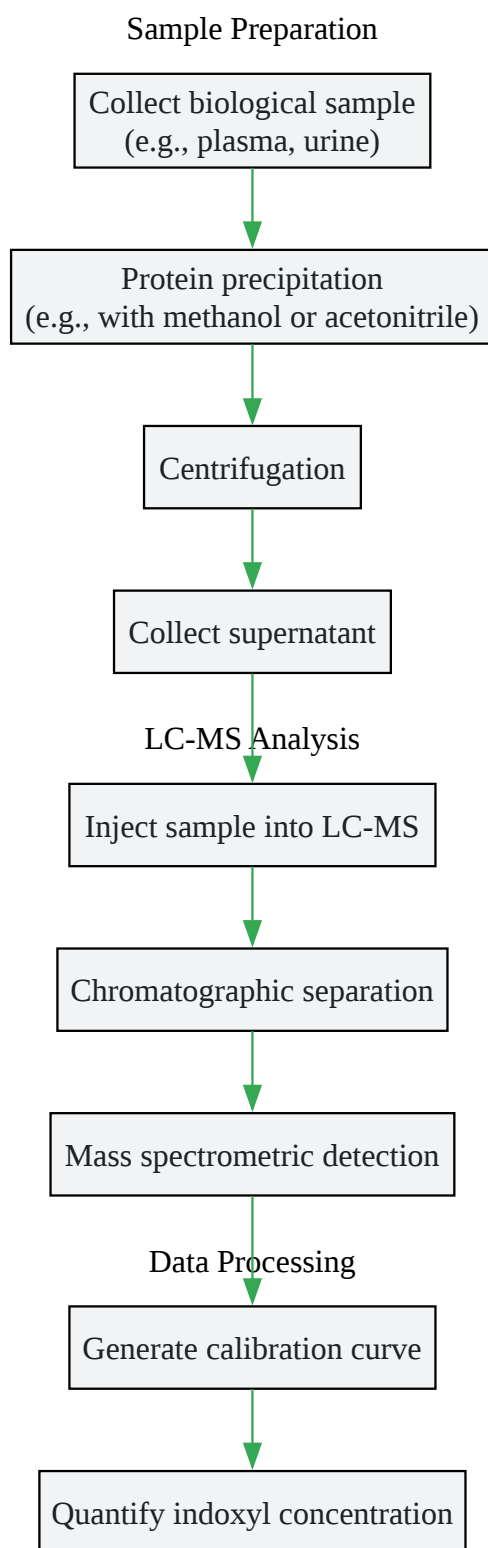 Sample Preparation
Collect biological sample
(e.g., plasma, urine)
Protein precipitation
(e.g., with methanol or acetonitrile)
Centrifugation
Collect supernatant
LC-MS Analysis
Inject sample into LC-MS
Chromatographic separation
Mass spectrometric detection
Data Processing
Generate calibration curve
Quantify indoxyl concentration